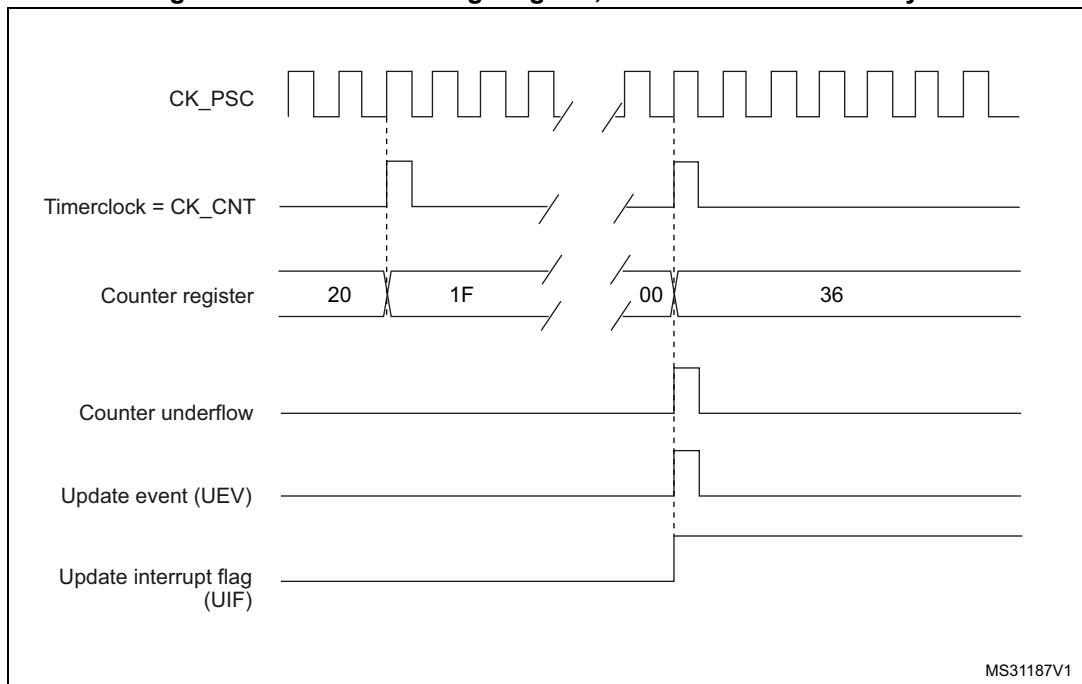 CK_PSC
Timerclock = CK_CNT
Counter register
20
1F
00
36
Counter underflow
Update event (UEV)
Update interrupt flag
(UIF)
MS31187V1